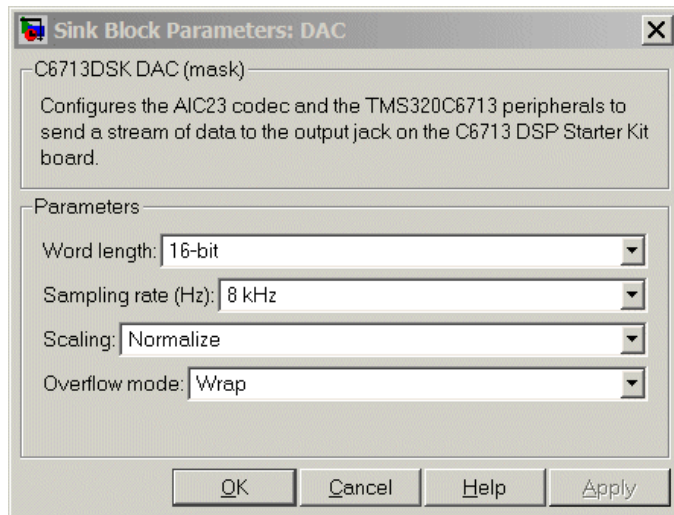 Sink Block Parameters: DAC
C6713DSK DAC (mask)
Configures the AIC23 codec and the TMS320C6713 peripherals to
send a stream of data to the output jack on the C6713 DSP Starter Kit
board.
Parameters
Word length: 16-bit
Sampling rate (Hz): 8 kHz
Scaling: Normalize
Overflow mode: Wrap
OK Cancel Help Apply